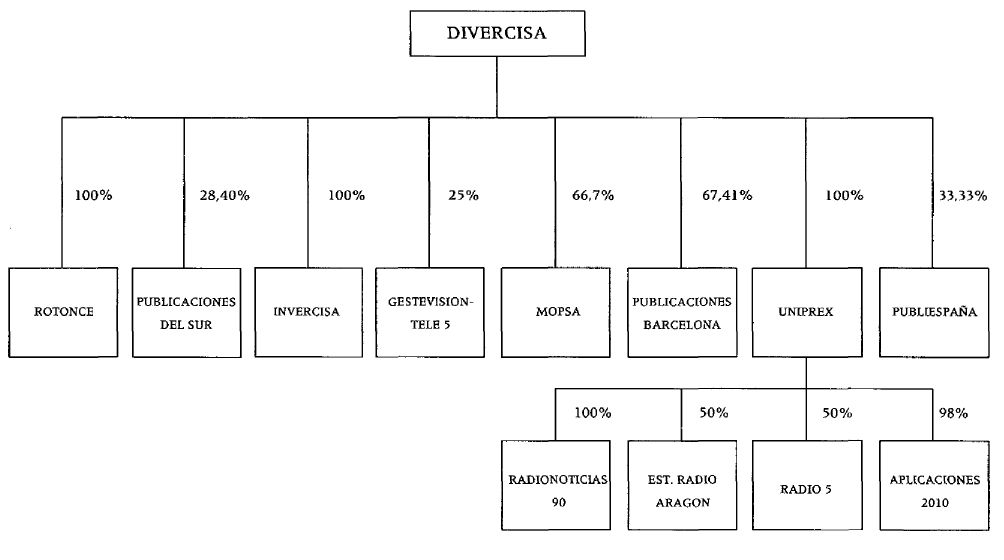 DIVERCISA
100%
28,40%
100%
25%
66,7%
67,41%
100%
33,33%
ROTONCE
PUBLICACIONES
DEL SUR
INVERCISA
GESTEVISION-
TELE 5
MOPSA
PUBLICACIONES
BARCELONA
UNIPREX
PUBLIESPAÑA
100%
50%
50%
98%
RADIONOTICIAS
90
EST. RADIO
ARAGON
RADIO 5
APLICACIONES
2010